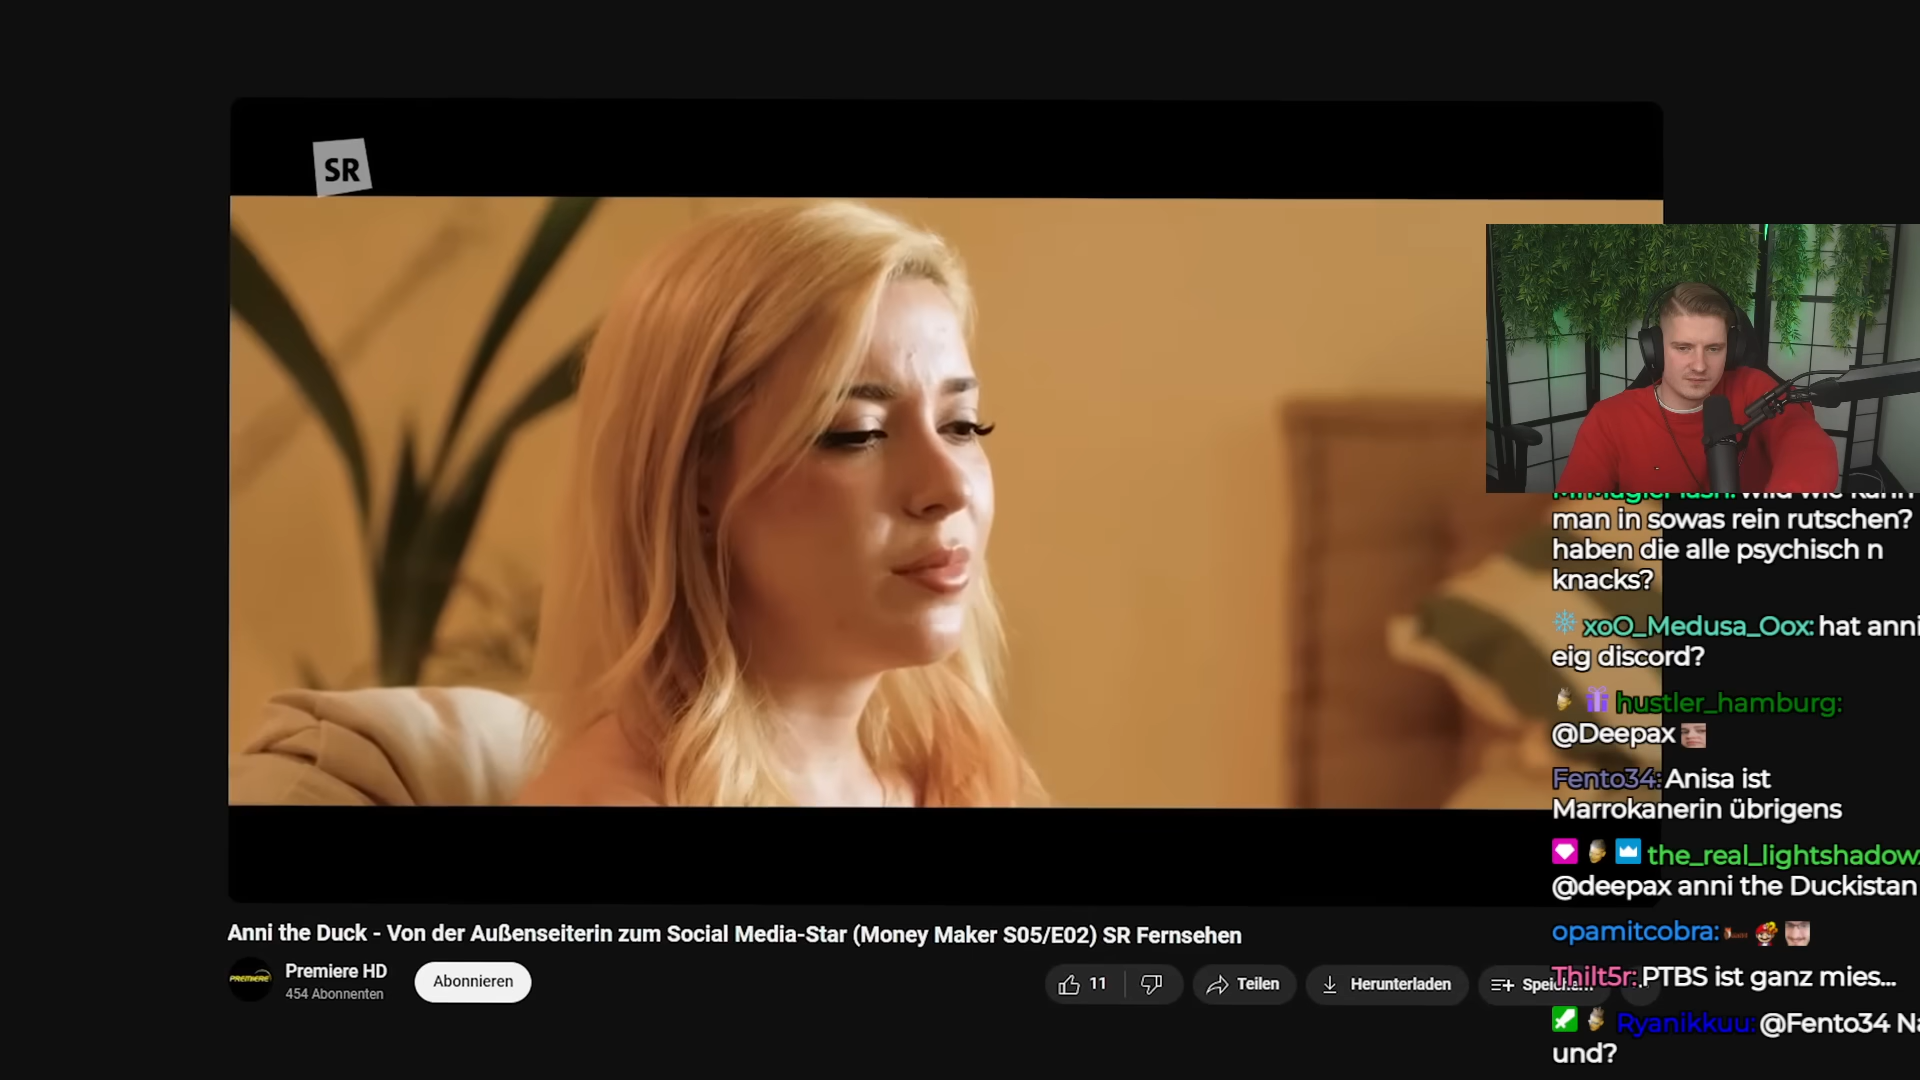 SR
man in sowas rein rutschen?
haben die alle psychisch n
knacks?
xoO_Medusa_Oox: hat anni
eig discord?
hustler_hamburg:
@Deepax
Fento34: Anisa ist
Marrokanerin übrigens
the_real_lightshadow
@deepax anni the Duckistan
opamitcobra:
Thilt5r: PTBS ist ganz mies...
Ryanikkuu: @Fento34 Na
und?
Anni the Duck - Von der Außenseiterin zum Social Media-Star (Money Maker S05/E02) SR Fernsehen
PREMIERE
Premiere HD
454 Abonnenten
Abonnieren
11
Teilen
Herunterladen